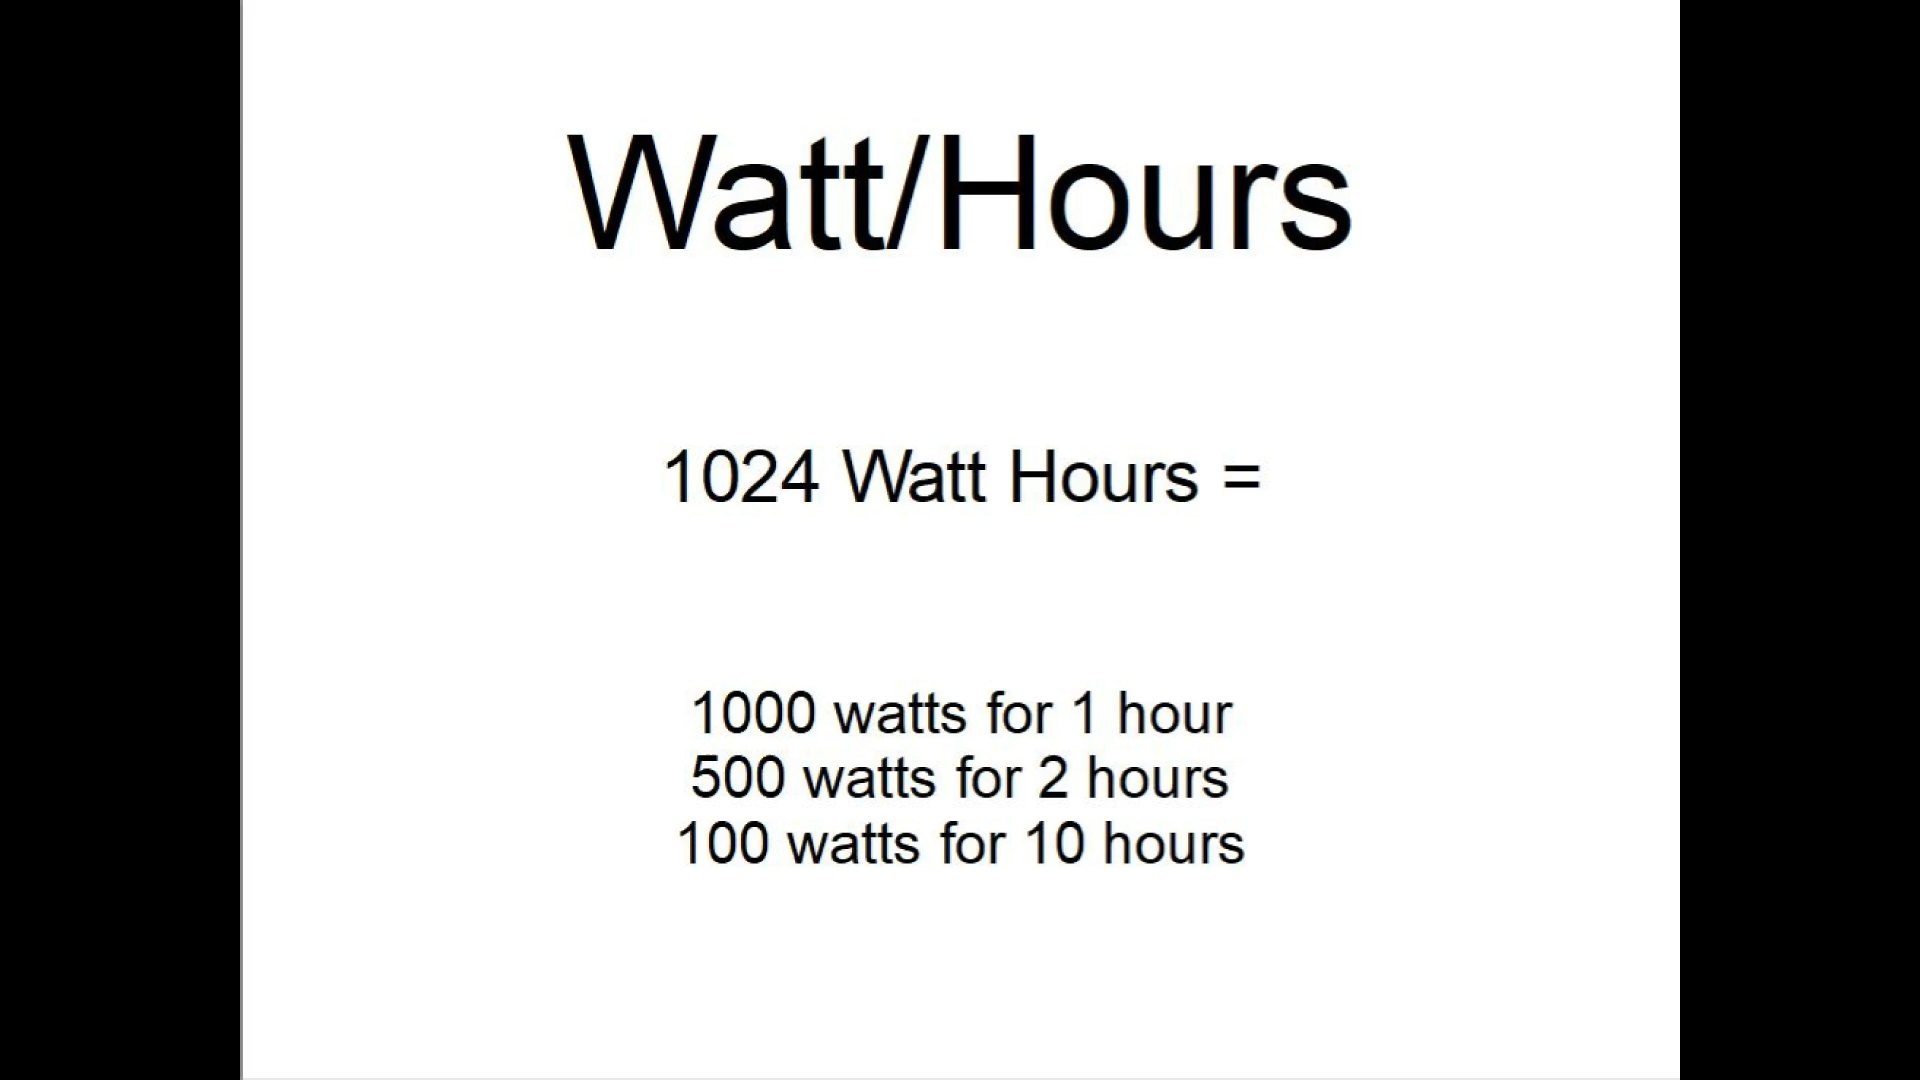 Watt/Hours
1024 Watt Hours =
1000 watts for 1 hour
500 watts for 2 hours
100 watts for 10 hours